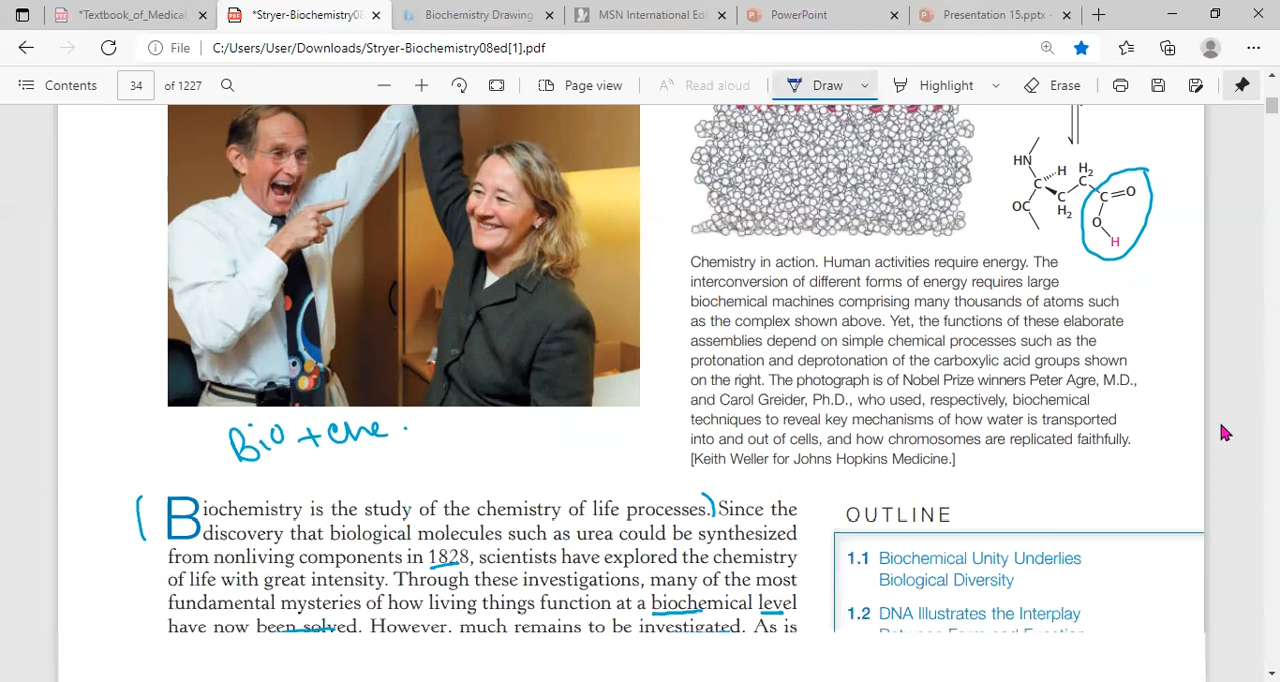 *Textbook_of_Medical_
*Stryer-Biochemistry08
Biochemistry Drawing
MSN International Ed
PowerPoint
Presentation 15.pptx -
File
C:/Users/User/Downloads/Stryer-Biochemistry08ed[1].pdf
Contents
34
of 1227
Page view
Read aloud
Draw
Highlight
Erase
HN
H
H2
C
C
C
C
O
OC
H2
O
H
Chemistry in action. Human activities require energy. The
interconversion of different forms of energy requires large
biochemical machines comprising many thousands of atoms such
as the complex shown above. Yet, the functions of these elaborate
assemblies depend on simple chemical processes such as the
protonation and deprotonation of the carboxylic acid groups shown
on the right. The photograph is of Nobel Prize winners Peter Agre, M.D.,
and Carol Greider, Ph.D., who used, respectively, biochemical
techniques to reveal key mechanisms of how water is transported
into and out of cells, and how chromosomes are replicated faithfully.
[Keith Weller for Johns Hopkins Medicine.]
Bio + che .
(Biochemistry is the study of the chemistry of life processes.) Since the
discovery that biological molecules such as urea could be synthesized
from nonliving components in 1828, scientists have explored the chemistry
of life with great intensity. Through these investigations, many of the most
fundamental mysteries of how living things function at a biochemical level
have now been solved. However, much remains to be investigated. As is
OUTLINE
1.1 Biochemical Unity Underlies
Biological Diversity
1.2 DNA Illustrates the Interplay
Between Form and Function